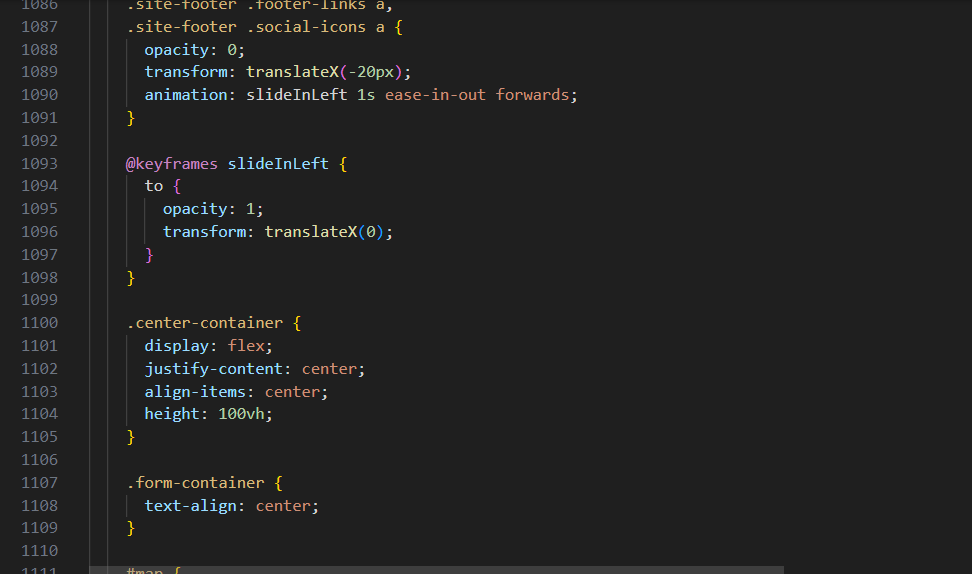 1086 .site-footer .footer-links a,
1087 .site-footer .social-icons a {
1088 opacity: 0;
1089 transform: translateX(-20px);
1090 animation: slideInLeft 1s ease-in-out forwards;
1091 }
1092
1093 @keyframes slideInLeft {
1094 to {
1095 opacity: 1;
1096 transform: translateX(0);
1097 }
1098 }
1099
1100 .center-container {
1101 display: flex;
1102 justify-content: center;
1103 align-items: center;
1104 height: 100vh;
1105 }
1106
1107 .form-container {
1108 text-align: center;
1109 }
1110
1111 #map {